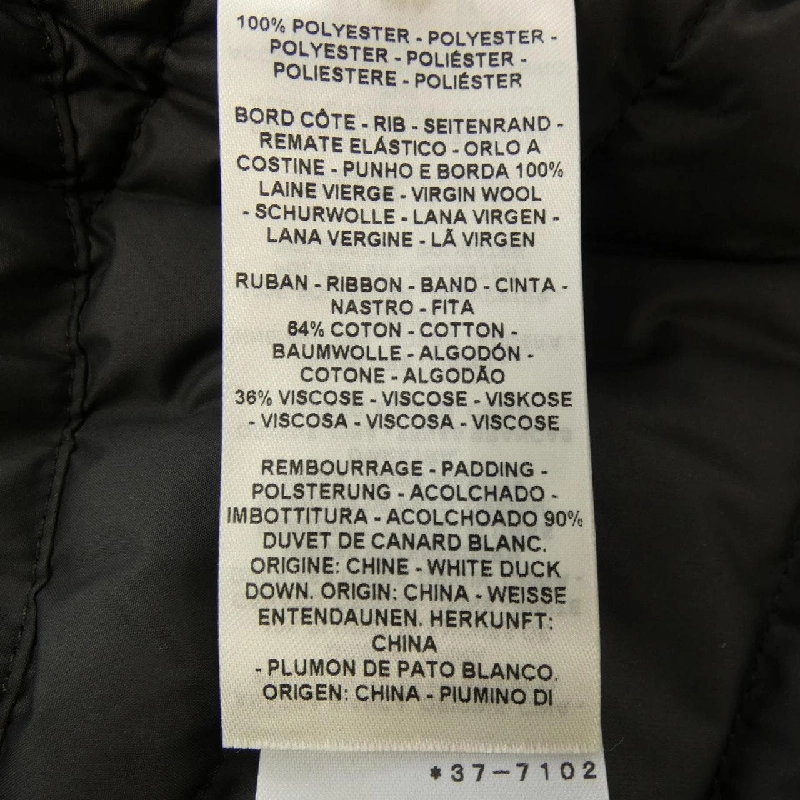 100% POLYESTER - POLYESTER -
POLYESTER - POLIÉSTER -
POLIESTERE - POLIÉSTER
BORD CÔTE - RIB - SEITENRAND -
REMATE ELÁSTICO - ORLO A
COSTINE - PUNHO E BORDA 100%
LAINE VIERGE - VIRGIN WOOL
- SCHURWOLLE - LANA VIRGEN -
LANA VERGINE - LÃ VIRGEN
RUBAN - RIBBON - BAND - CINTA -
NASTRO - FITA
64% COTON - COTTON -
BAUMWOLLE - ALGODÓN -
COTONE - ALGODÃO
36% VISCOSE - VISCOSE - VISKOSE
- VISCOSA - VISCOSA - VISCOSE
REMBOURRAGE - PADDING -
POLSTERUNG - ACOLCHADO -
IMBOTTITURA - ACOLCHOADO 90%
DUVET DE CANARD BLANC.
ORIGINE: CHINE - WHITE DUCK
DOWN. ORIGIN: CHINA - WEISSE
ENTENDAUNEN. HERKUNFT:
CHINA
- PLUMON DE PATO BLANCO.
ORIGEN: CHINA - PIUMINO DI
*37-7102